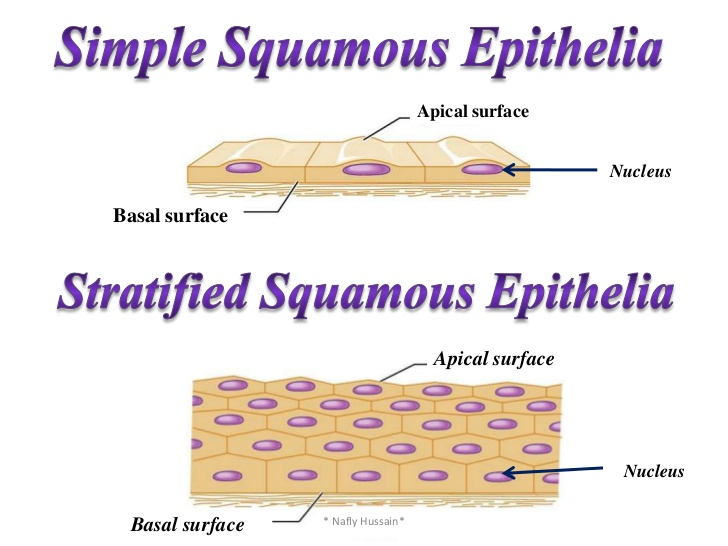 Simple Squamous Epithelia
Apical surface
Nucleus
Basal surface
Stratified Squamous Epithelia
Apical surface
Nucleus
Basal surface
* Nafly Hussain*